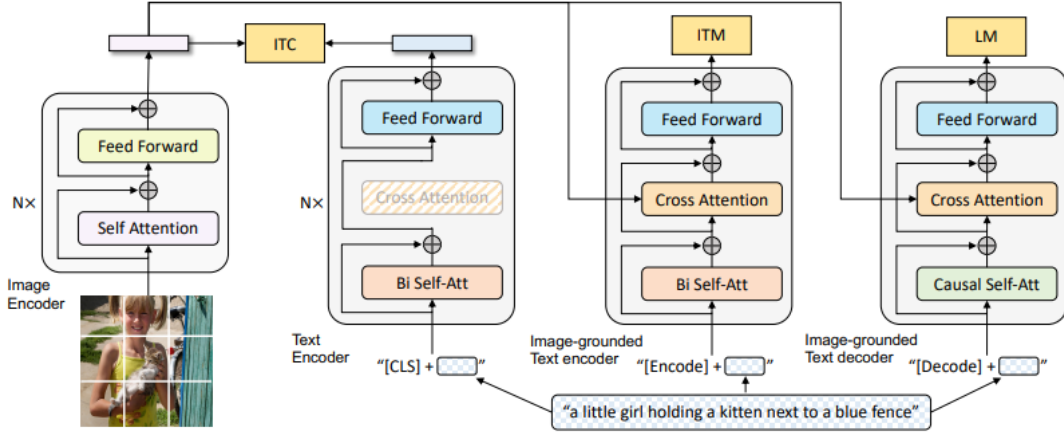 ITC
ITM
LM
Feed Forward
Self Attention
N×
Image
Encoder
Feed Forward
Cross Attention
Bi Self-Att
N×
Text
Encoder
"[CLS] + "
Feed Forward
Cross Attention
Bi Self-Att
Image-grounded
Text encoder
"[Encode] + "
Feed Forward
Cross Attention
Causal Self-Att
Image-grounded
Text decoder
"[Decode] + "
"a little girl holding a kitten next to a blue fence"